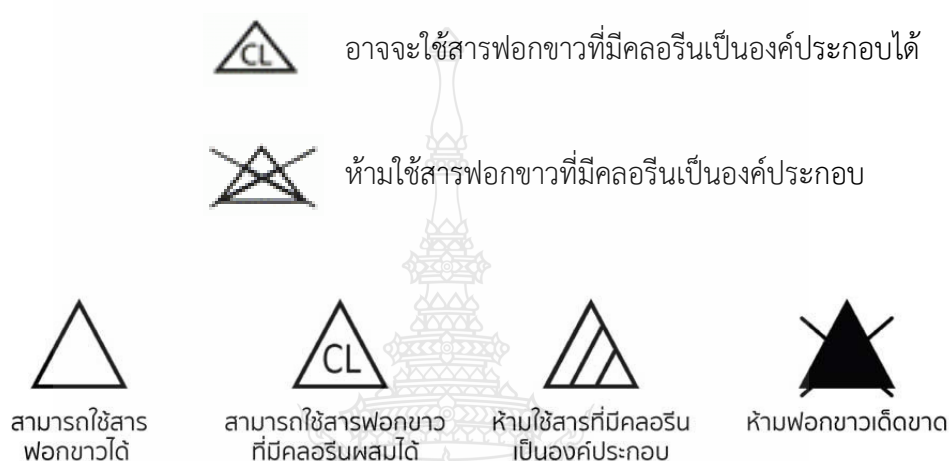 CL อาจจะใช้สารฟอกขาวที่มีคลอรีนเป็นองค์ประกอบได้
ห้ามใช้สารฟอกขาวที่มีคลอรีนเป็นองค์ประกอบ
CL
สามารถใช้สาร
ฟอกขาวได้
สามารถใช้สารฟอกขาว
ที่มีคลอรีนผสมได้
ห้ามใช้สารที่มีคลอรีน
เป็นองค์ประกอบ
ห้ามฟอกขาวเด็ดขาด